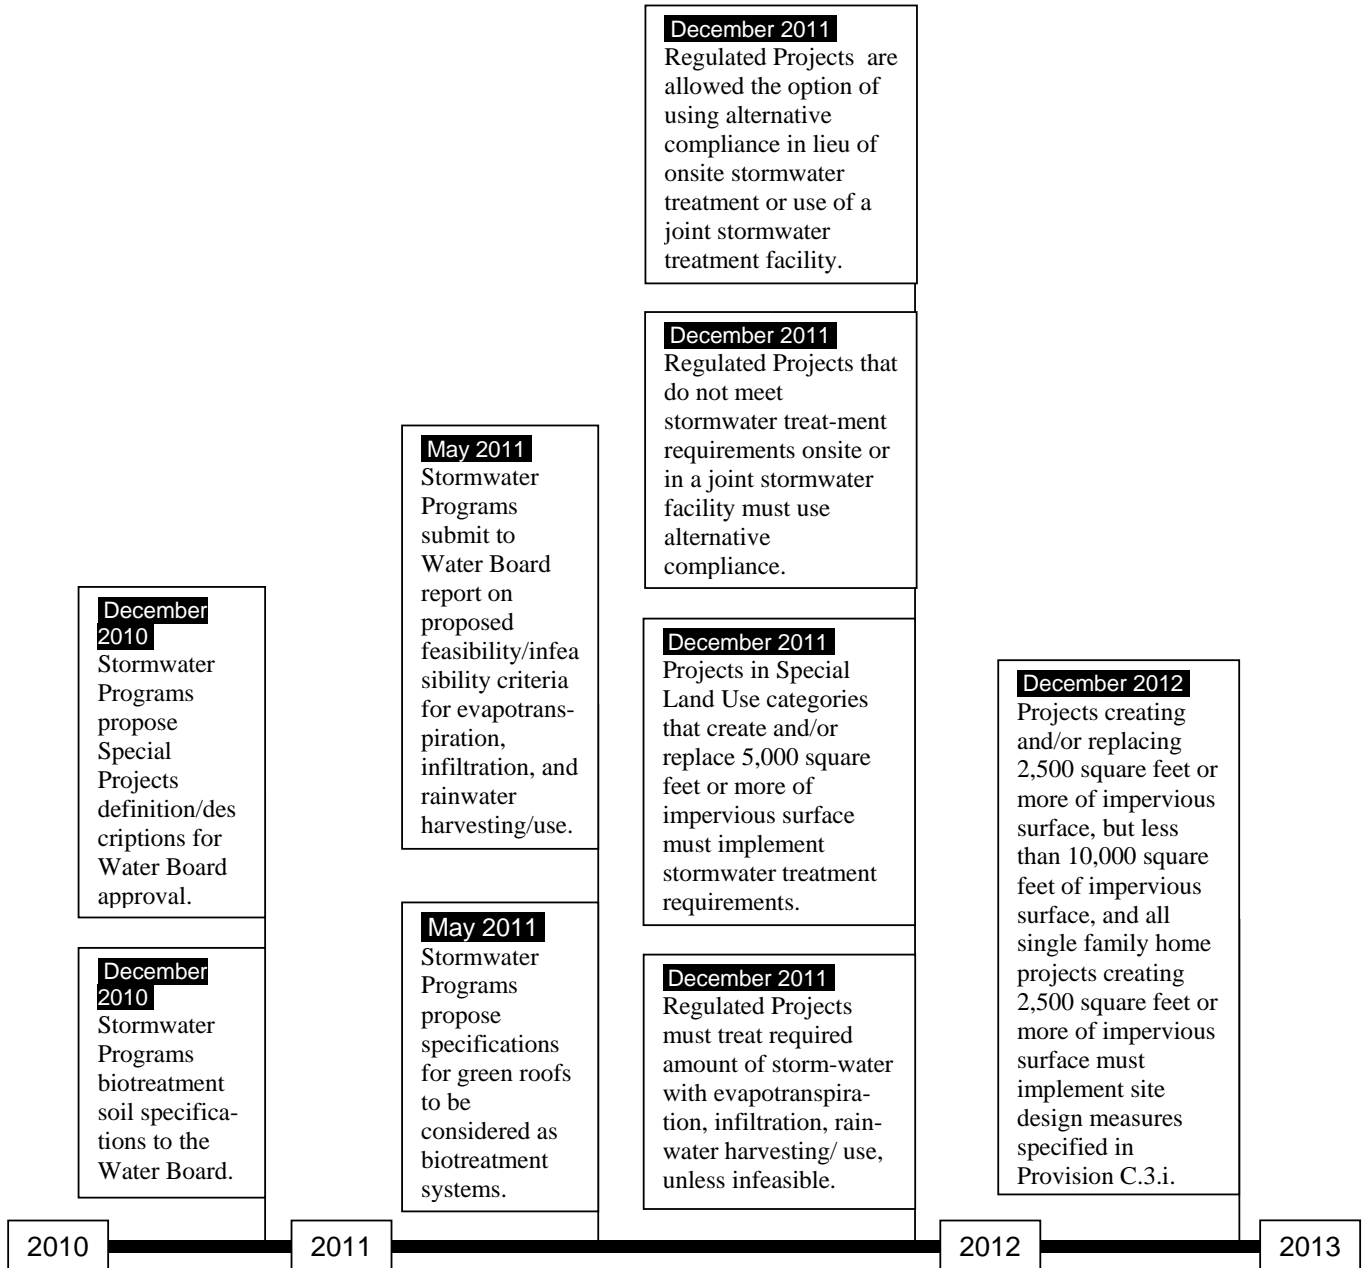 December
2010
Stormwater
Programs
propose
Special
Projects
definition/des
criptions for
Water Board
approval.
December
2010
Stormwater
Programs
biotreatment
soil specifica-
tions to the
Water Board.
May 2011
Stormwater
Programs
submit to
Water Board
report on
proposed
feasibility/infea
sibility criteria
for evapotrans-
piration,
infiltration, and
rainwater
harvesting/use.
May 2011
Stormwater
Programs
propose
specifications
for green roofs
to be
considered as
biotreatment
systems.
December 2011
Regulated Projects are
allowed the option of
using alternative
compliance in lieu of
onsite stormwater
treatment or use of a
joint stormwater
treatment facility.
December 2011
Regulated Projects that
do not meet
stormwater treat-ment
requirements onsite or
in a joint stormwater
facility must use
alternative
compliance.
December 2011
Projects in Special
Land Use categories
that create and/or
replace 5,000 square
feet or more of
impervious surface
must implement
stormwater treatment
requirements.
December 2011
Regulated Projects
must treat required
amount of storm-water
with evapotranspira-
tion, infiltration, rain-
water harvesting/ use,
unless infeasible.
December 2012
Projects creating
and/or replacing
2,500 square feet or
more of impervious
surface, but less
than 10,000 square
feet of impervious
surface, and all
single family home
projects creating
2,500 square feet or
more of impervious
surface must
implement site
design measures
specified in
Provision C.3.i.
2010
2011
2012
2013